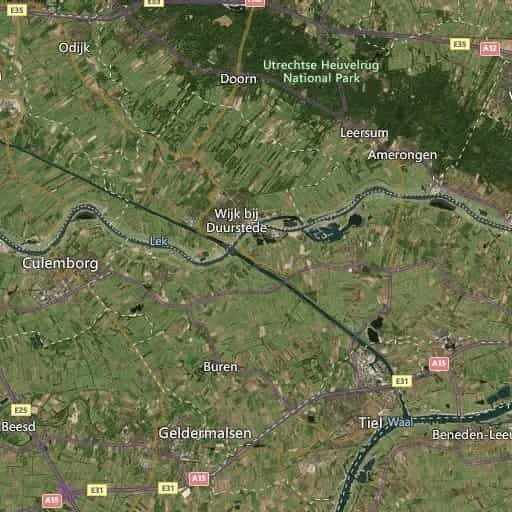 E35
E35
A12
Odijk
Doorn
Utrechtse Heuvelrug
National Park
Leersum
Amerongen
Wijk bij
Duurstede
Lek
Culemborg
Buren
A15
E31
E25
Beesd
Tiel
Waal
Geldermalsen
Beneden-Leeu
A15
E31
E31
A15